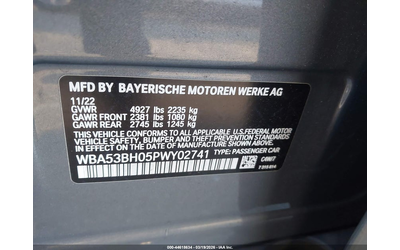 MFD BY BAYERISCHE MOTOREN WERKE AG
11/22
GVWR 4927 lbs 2235 kg
GAWR FRONT 2381 lbs 1080 kg
GAWR REAR 2745 lbs 1245 kg
THIS VEHICLE CONFORMS TO ALL APPLICABLE U.S. FEDERAL MOTOR
VEHICLE SAFETY, BUMPER, AND THEFT PREVENTION
STANDARDS IN EFFECT ON THE DATE OF MANUFACTURE SHOWN ABOVE.
WBA53BH05PWY02741 TYPE: PASSENGER CAR